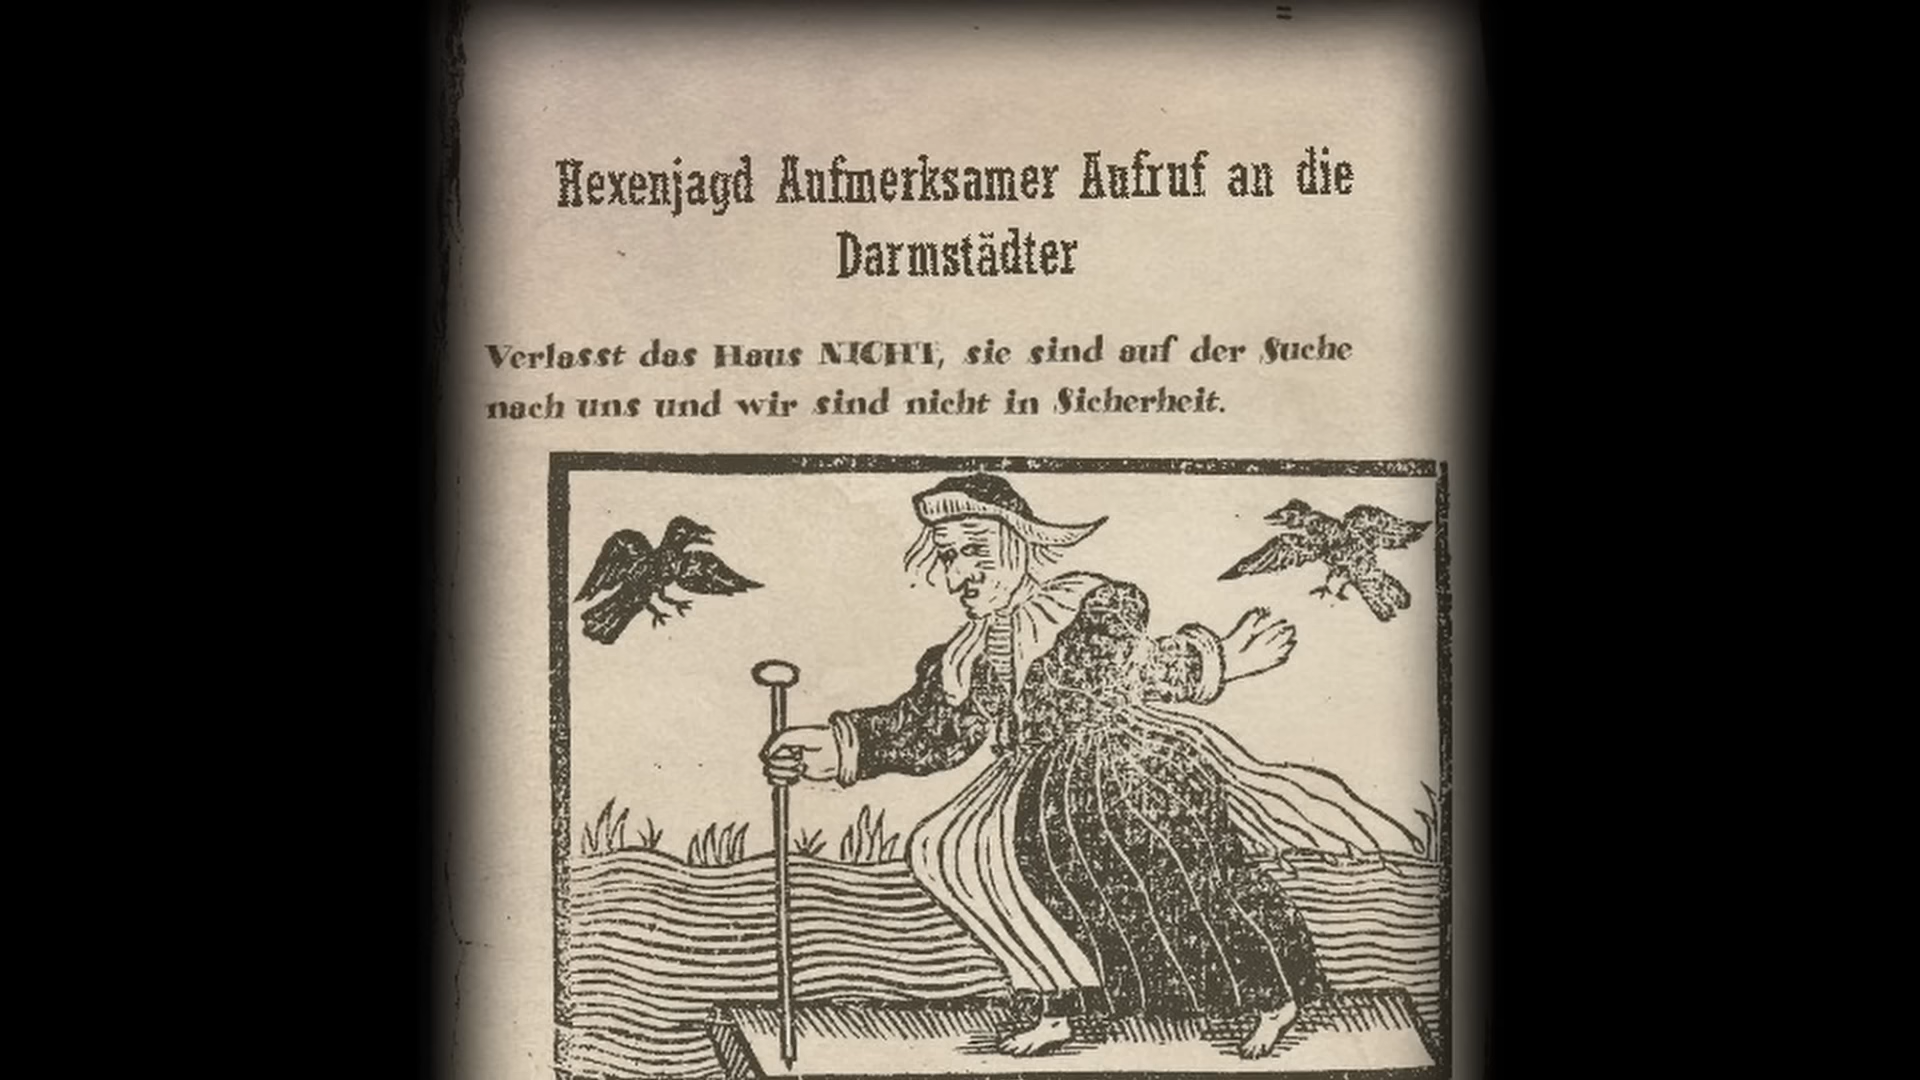 Hexenjagd Aufmerksamer Aufruf an die
Darmstädter
Verlasst das Haus NICHT, sie sind auf der Suche
nach uns und wir sind nicht in Sicherheit.